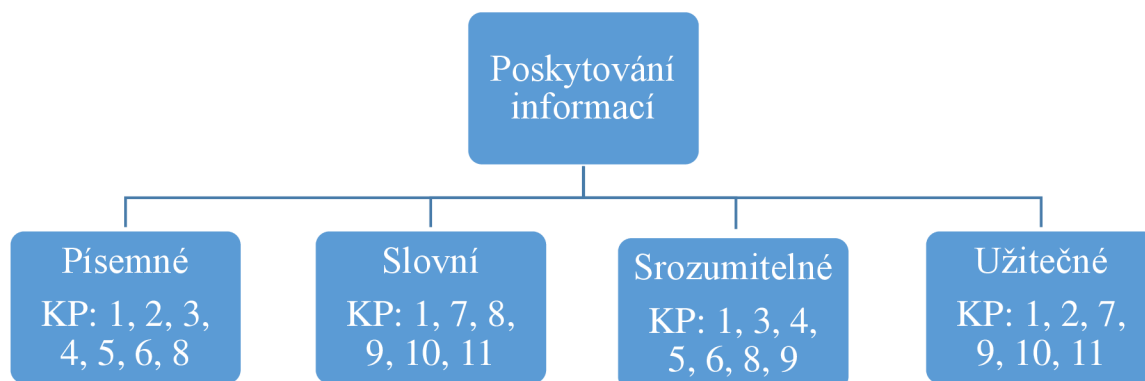 Poskytování
informací
Písemné
KP: 1, 2, 3,
4, 5, 6, 8
Slovní
KP: 1, 7, 8,
9, 10, 11
Srozumitelné
KP: 1, 3, 4,
5, 6, 8, 9
Užitečné
KP: 1, 2, 7,
9, 10, 11